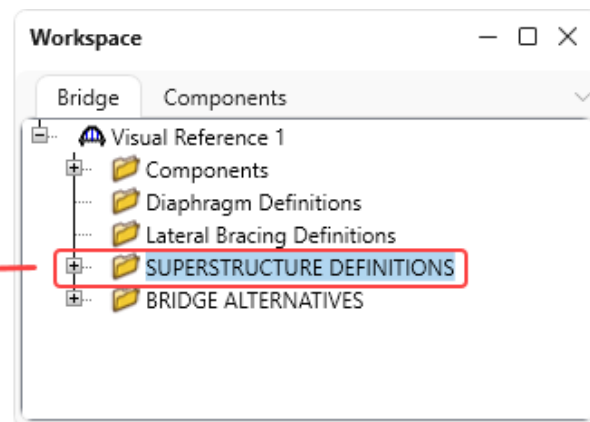 Workspace
Bridge Components
Visual Reference 1
Components
Diaphragm Definitions
Lateral Bracing Definitions
SUPERSTRUCTURE DEFINITIONS
BRIDGE ALTERNATIVES